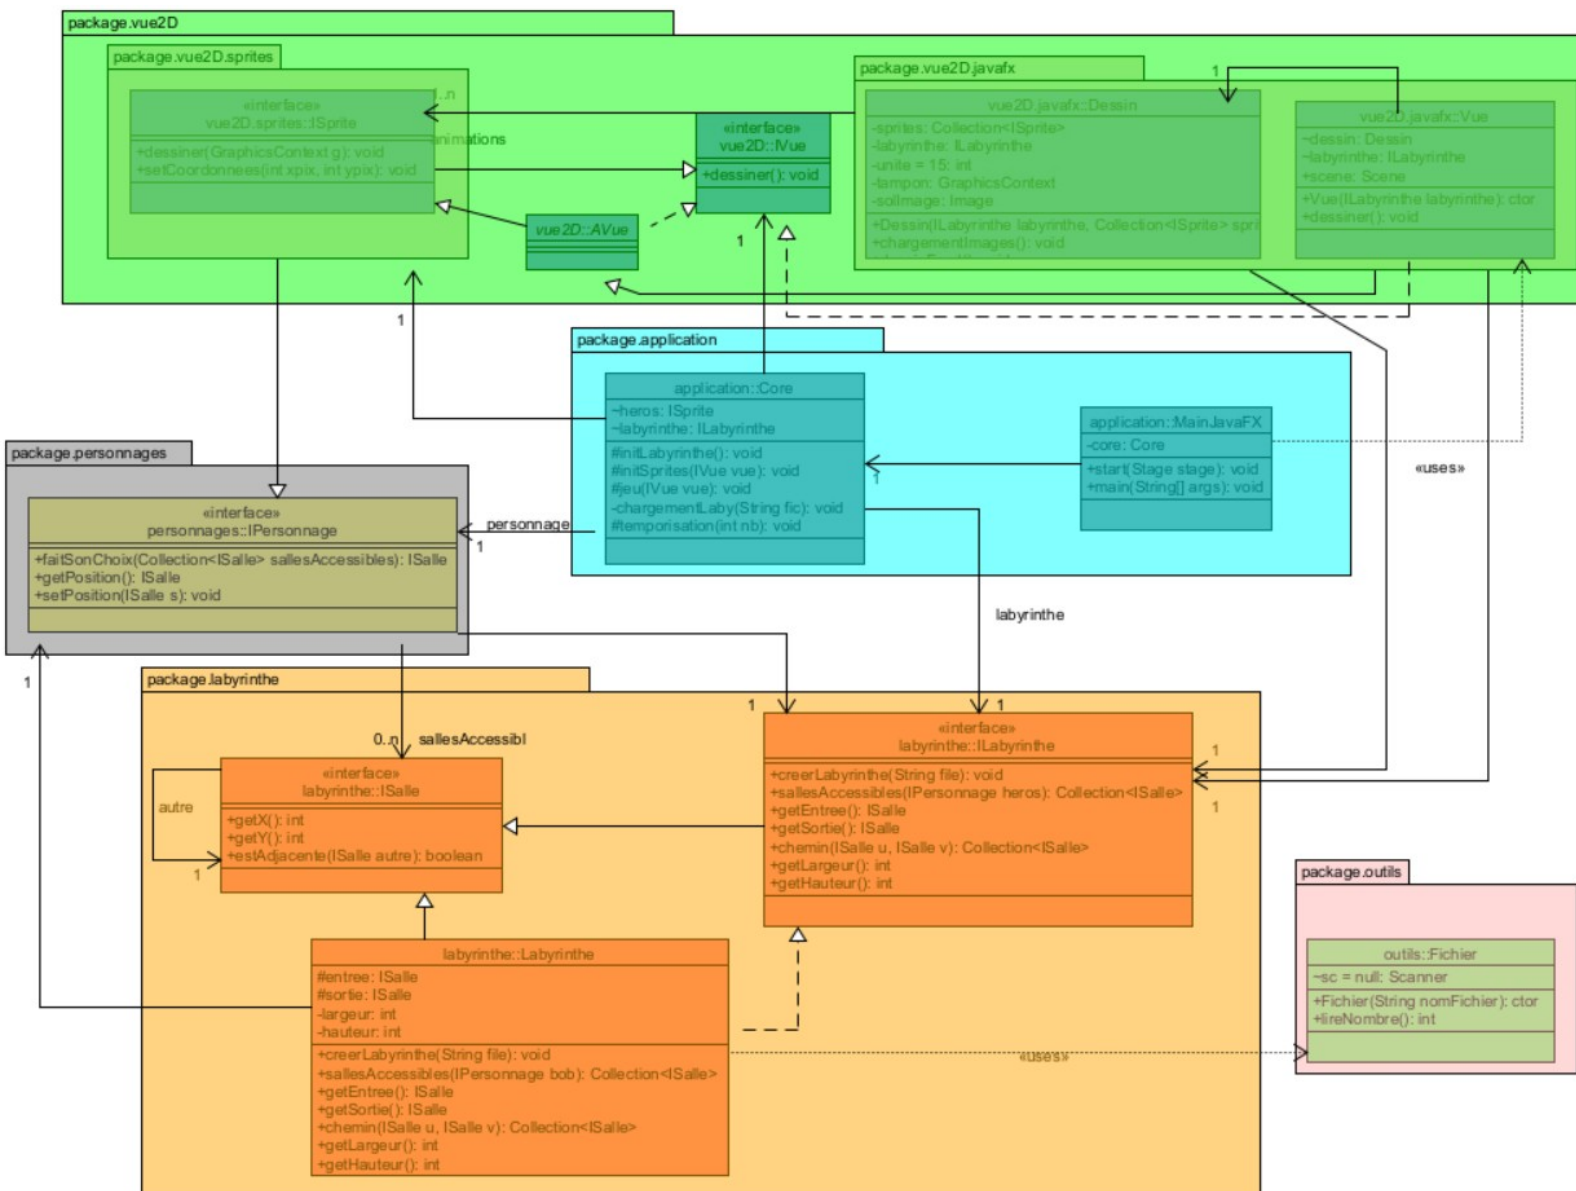 package.vue2D
package.vue2D.sprites
«interface»
vue2D.sprites::ISprite
+dessiner(GraphicsContext g): void
+setCoordonnees(int xpix, int ypix): void
..n
animations
«interface»
vue2D::IVue
+dessiner(): void
vue2D::AVue
package.vue2D.javafx
vue2D.javafx::Dessin
-sprites: Collection<ISprite>
-labyrinthe: ILabyrinthe
-unite = 15: int
-tampon: GraphicsContext
-solImage: Image
+Dessin(ILabyrinthe labyrinthe, Collection<ISprite> spri
+chargementImages(): void
1
vue2D.javafx::Vue
~dessin: Dessin
~labyrinthe: ILabyrinthe
+scene: Scene
+Vue(ILabyrinthe labyrinthe): ctor
+dessiner(): void
1
1
package.application
application::Core
~heros: ISprite
~labyrinthe: ILabyrinthe
#initLabyrinthe(): void
#initSprites(IVue vue): void
#jeu(IVue vue): void
-chargementLaby(String fic): void
#temporisation(int nb): void
1
application::MainJavaFX
-core: Core
+start(Stage stage): void
+main(String[] args): void
«uses»
package.personnages
«interface»
personnages::IPersonnage
+faitSonChoix(Collection<ISalle> sallesAccessibles): ISalle
+getPosition(): ISalle
+setPosition(ISalle s): void
personnage
1
labyrinthe
1
package.labyrinthe
0..n
sallesAccessibl
«interface»
labyrinthe::ISalle
+getX(): int
+getY(): int
+estAdjacente(ISalle autre): boolean
autre
1
1
1
«interface»
labyrinthe::ILabyrinthe
+creerLabyrinthe(String file): void
+sallesAccessibles(IPersonnage heros): Collection<ISalle>
+getEntree(): ISalle
+getSortie(): ISalle
+chemin(ISalle u, ISalle v): Collection<ISalle>
+getLargeur(): int
+getHauteur(): int
1
1
labyrinthe::Labyrinthe
#entree: ISalle
#sortie: ISalle
-largeur: int
-hauteur: int
+creerLabyrinthe(String file): void
+sallesAccessibles(IPersonnage bob): Collection<ISalle>
+getEntree(): ISalle
+getSortie(): ISalle
+chemin(ISalle u, ISalle v): Collection<ISalle>
+getLargeur(): int
+getHauteur(): int
«uses»
package.outils
outils::Fichier
~sc = null: Scanner
+Fichier(String nomFichier): ctor
+lireNombre(): int